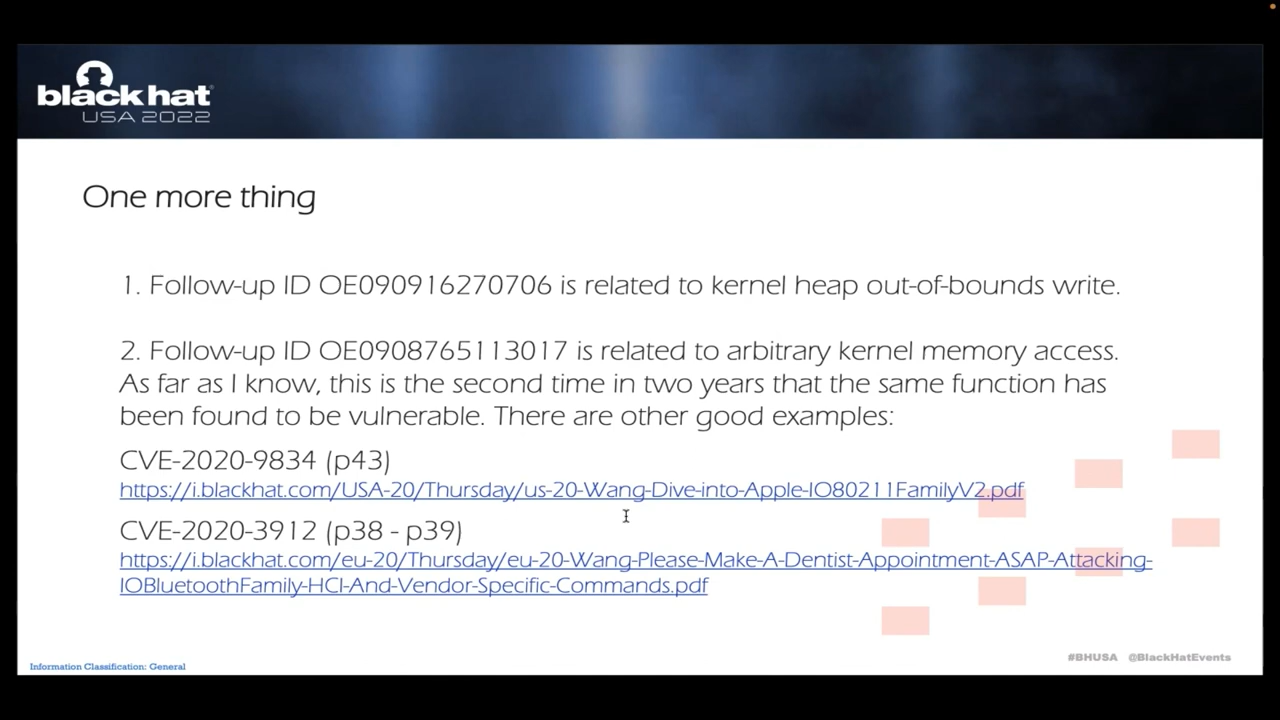 black hat
USA 2022
One more thing
1. Follow-up ID OE090916270706 is related to kernel heap out-of-bounds write.
2. Follow-up ID OE0908765113017 is related to arbitrary kernel memory access.
As far as I know, this is the second time in two years that the same function has
been found to be vulnerable. There are other good examples:
CVE-2020-9834 (p43)
https://i.blackhat.com/USA-20/Thursday/us-20-Wang-Dive-into-Apple-IO80211FamilyV2.pdf
CVE-2020-3912 (p38 - p39)
https://i.blackhat.com/eu-20/Thursday/eu-20-Wang-Please-Make-A-Dentist-Appointment-ASAP-Attacking-
IOBluetoothFamily-HCI-And-Vendor-Specific-Commands.pdf
Information Classification: General
#BHUSA @BlackHatEvents